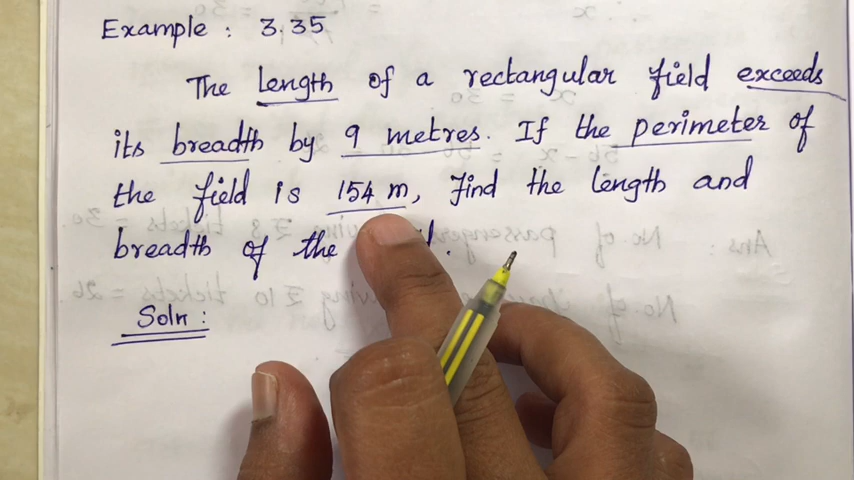 Example : 3.35
The length of a rectangular field exceeds
its breadth by 9 metres. If the perimeter of
the field is 154 m, Find the length and
breadth of the
Soln :